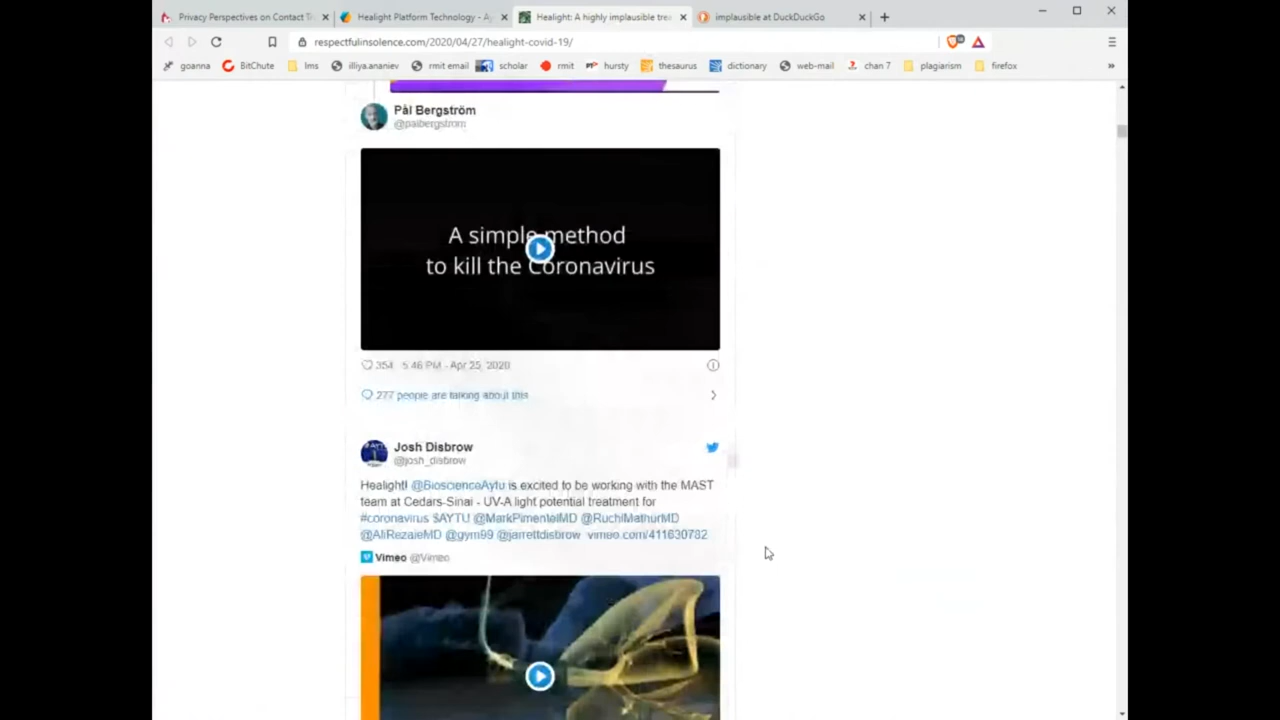 Privacy Perspectives on Contact Tr
Healight Platform Technology - Ay
Healight: A highly implausible trea
implausible at DuckDuckGo
respectfulinsolence.com/2020/04/27/healight-covid-19/
goanna
BitChute
lms
illiya.ananiev
rmit email
scholar
rmit
hursty
thesaurus
dictionary
web-mail
chan 7
plagiarism
firefox
Pål Bergström
@palbergstrom
A simple method
to kill the Coronavirus
354 5:46 PM - Apr 25, 2020
277 people are talking about this
Josh Disbrow
@josh_disbrow
Healight! @BioscienceAytu is excited to be working with the MAST
team at Cedars-Sinai - UV-A light potential treatment for
#coronavirus $AYTU @MarkPimentelMD @RuchiMathurMD
@AliRezaieMD @gym99 @jarrettdisbrow vimeo.com/411630782
Vimeo @Vimeo